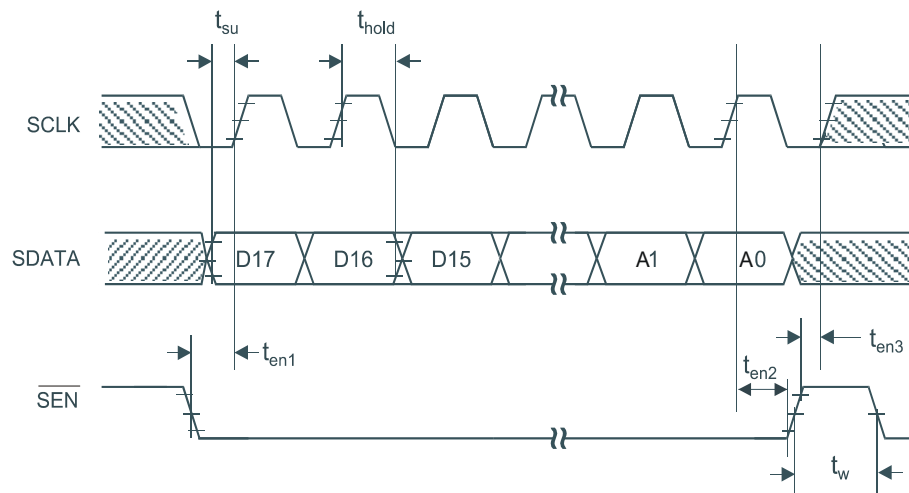 t_su t_hold
SCLK
SDATA D17 D16 D15 A1 A0
t_en1 t_en2 t_en3
SEN
t_w